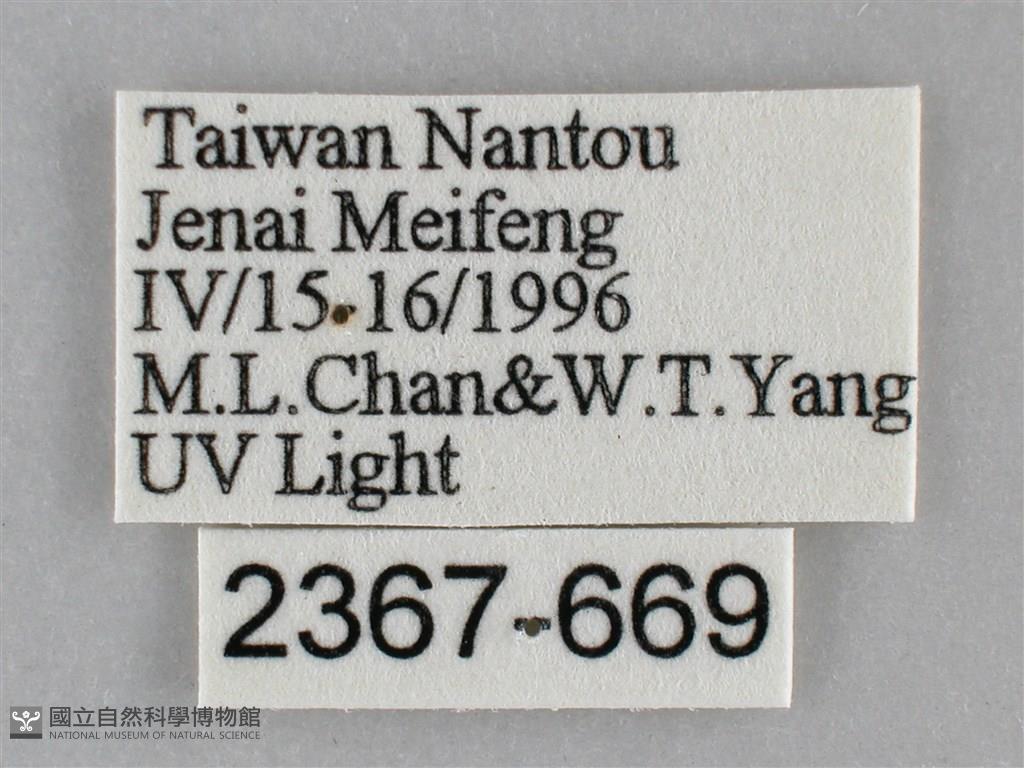 Taiwan Nantou
Jenai Meifeng
IV/15-16/1996
M.L.Chan&W.T.Yang
UV Light
2367-669
國立自然科學博物館
NATIONAL MUSEUM OF NATURAL SCIENCE